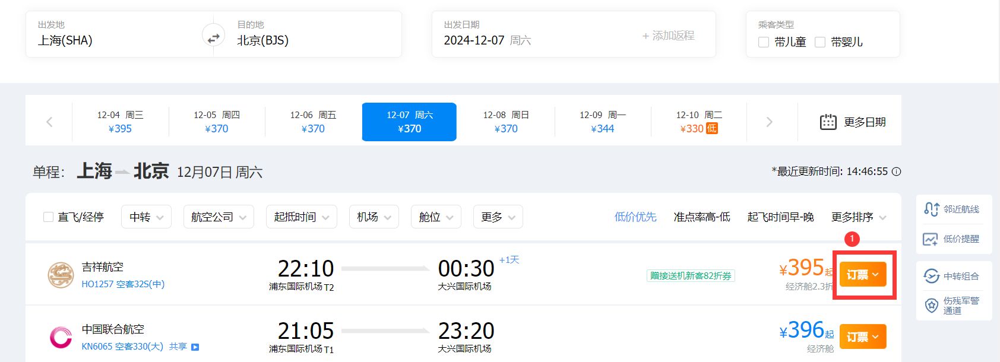 出发地
上海(SHA)
目的地
北京(BJS)
出发日期
2024-12-07 周六
+ 添加返程
乘客类型
带儿童 带婴儿
12-04 周三
¥395
12-05 周四
¥370
12-06 周五
¥370
12-07 周六
¥370
12-08 周日
¥370
12-09 周一
¥344
12-10 周二
¥330 低
更多日期
单程： 上海 北京 12月07日 周六
*最近更新时间: 14:46:55
直飞/经停 中转 航空公司 起抵时间 机场 舱位 更多
低价优先 准点率高-低 起飞时间早-晚 更多排序
1
吉祥航空
HO1257 空客32S(中)
22:10
浦东国际机场 T2
00:30 +1天
大兴国际机场
赠接送机新客82折券
¥395起
经济舱2.3折
订票
中国联合航空
KN6065 空客330(大) 共享
21:05
浦东国际机场 T1
23:20
大兴国际机场
¥396起
经济舱
订票
邻近航线
低价提醒
中转组合
伤残军警
通道